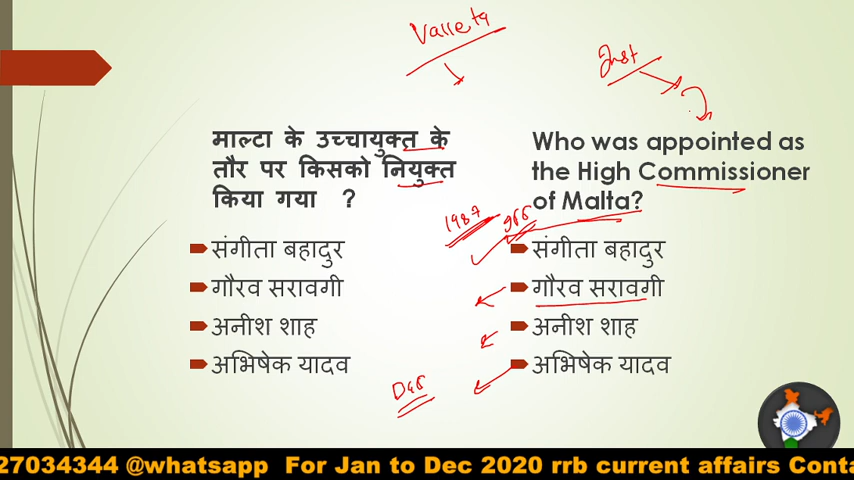 Valleta
माल्टा के उच्चायुक्त के
तौर पर किसको नियुक्त
किया गया ?
संगीता बहादुर
गौरव सरावगी
अनीश शाह
अभिषेक यादव
Who was appointed as
the High Commissioner
of Malta?
1987
संगीता बहादुर
गौरव सरावगी
अनीश शाह
अभिषेक यादव
27034344 @whatsapp For Jan to Dec 2020 rrb current affairs Conta